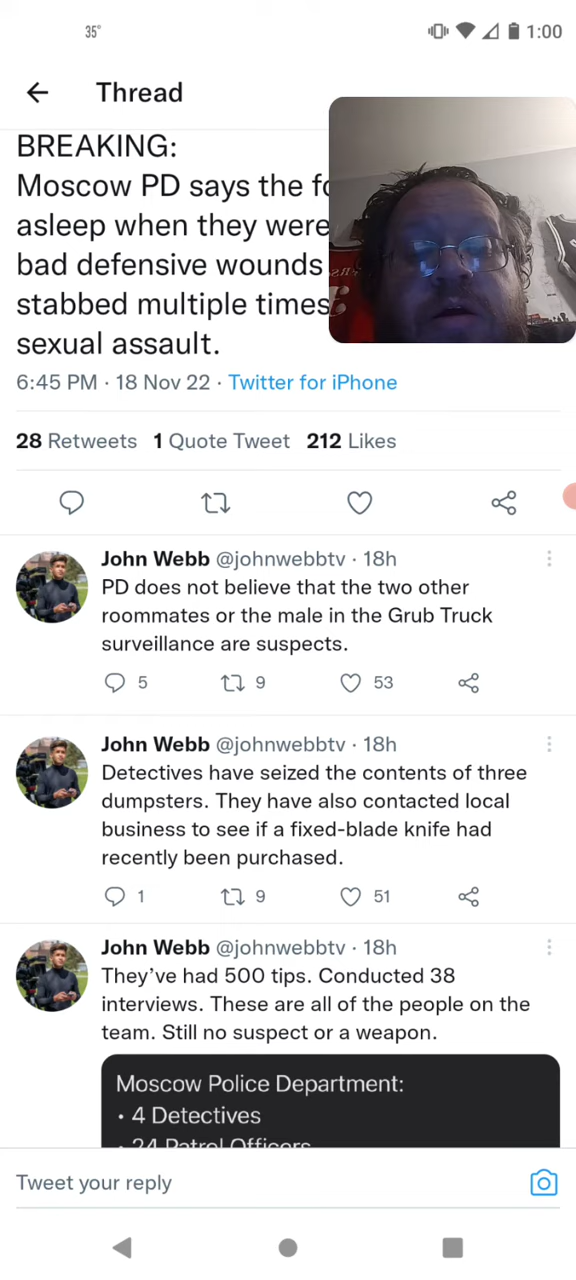 35°
1:00
Thread
BREAKING:
Moscow PD says the
asleep when they were
bad defensive wounds
stabbed multiple times
sexual assault.
6:45 PM · 18 Nov 22 · Twitter for iPhone
28 Retweets 1 Quote Tweet 212 Likes
John Webb @johnwebbtv · 18h
PD does not believe that the two other
roommates or the male in the Grub Truck
surveillance are suspects.
5 9 53
John Webb @johnwebbtv · 18h
Detectives have seized the contents of three
dumpsters. They have also contacted local
business to see if a fixed-blade knife had
recently been purchased.
1 9 51
John Webb @johnwebbtv · 18h
They've had 500 tips. Conducted 38
interviews. These are all of the people on the
team. Still no suspect or a weapon.
Moscow Police Department:
• 4 Detectives
• 24 Patrol Officers
Tweet your reply